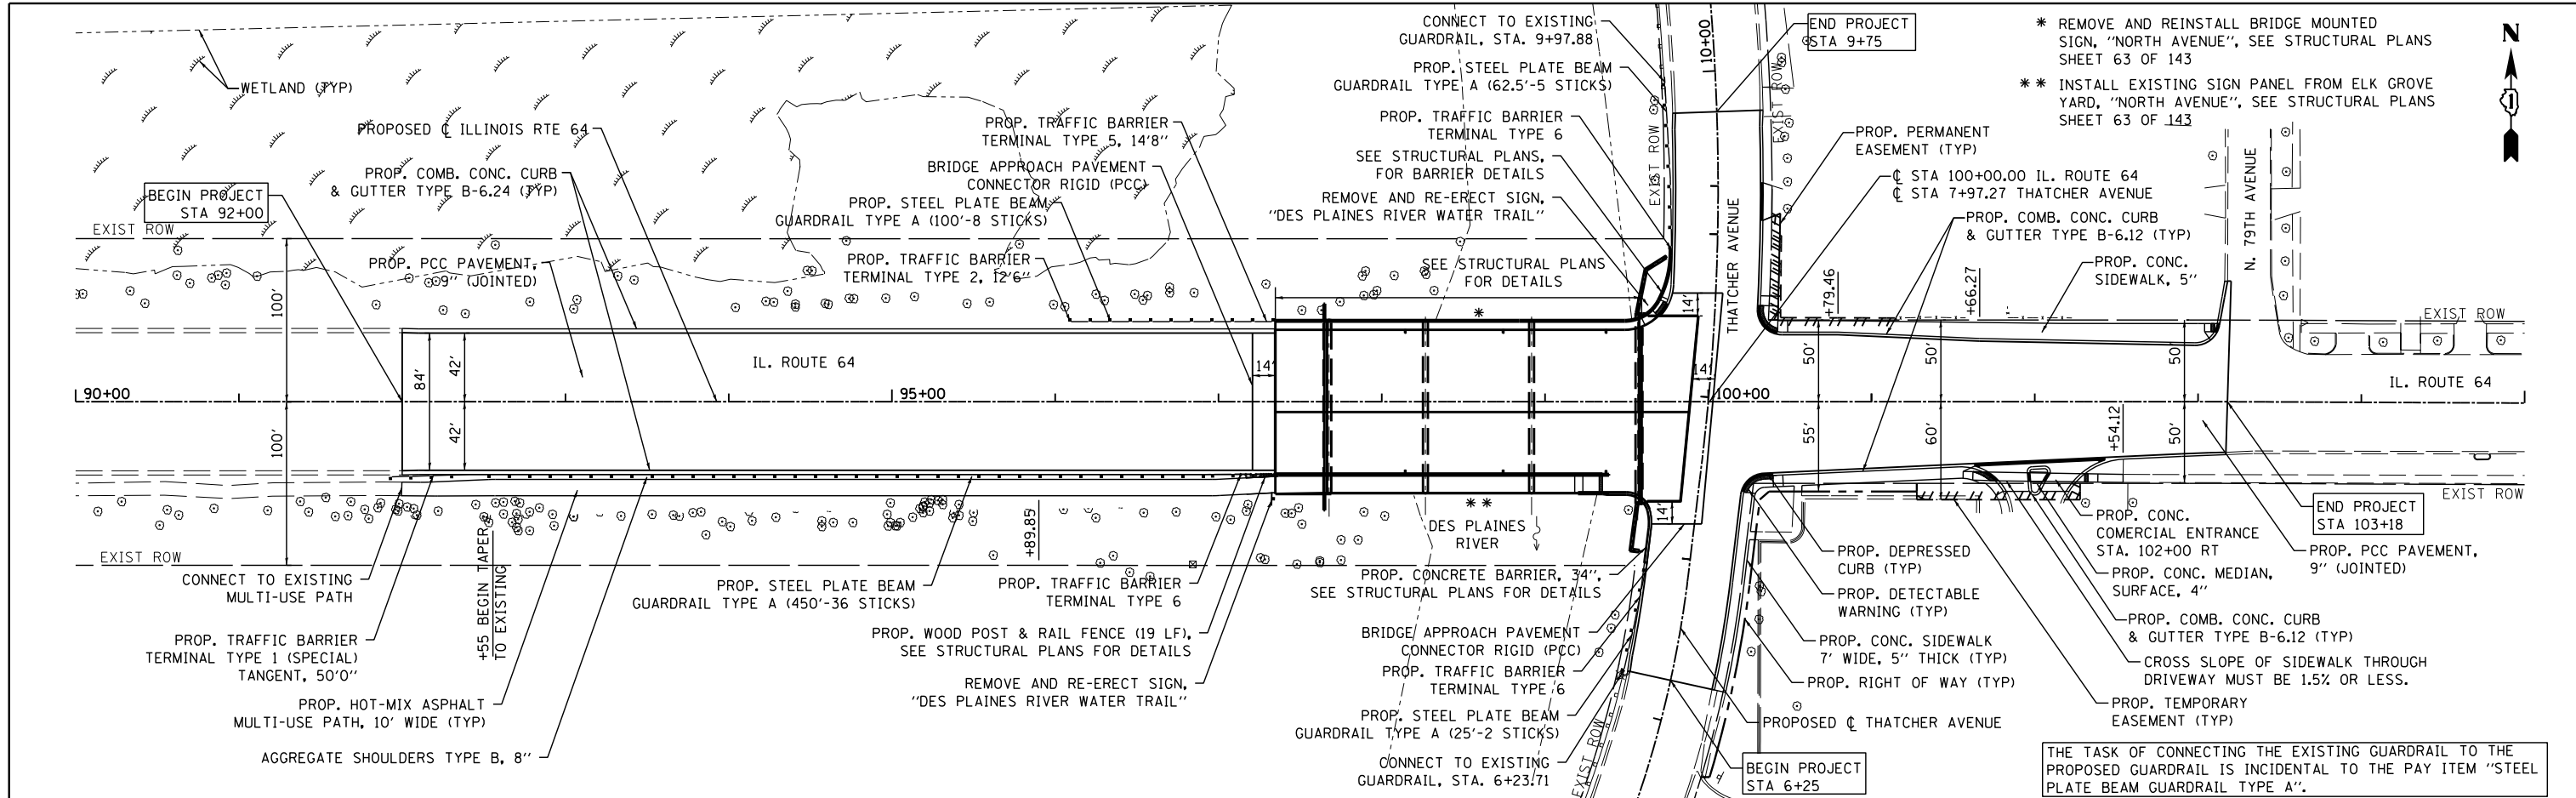 CONNECT TO EXISTING
GUARDRAIL, STA. 9+97.88
PROP. STEEL PLATE BEAM
GUARDRAIL TYPE A (62.5'-5 STICKS)
PROP. TRAFFIC BARRIER
TERMINAL TYPE 6
SEE STRUCTURAL PLANS,
FOR BARRIER DETAILS
REMOVE AND RE-ERECT SIGN,
"DES PLAINES RIVER WATER TRAIL"
SEE STRUCTURAL PLANS
FOR DETAILS
10+00
END PROJECT
STA 9+75
EXIST ROW
EXIST ROW
* REMOVE AND REINSTALL BRIDGE MOUNTED
SIGN, "NORTH AVENUE", SEE STRUCTURAL PLANS
SHEET 63 OF 143
** INSTALL EXISTING SIGN PANEL FROM ELK GROVE
YARD, "NORTH AVENUE", SEE STRUCTURAL PLANS
SHEET 63 OF 143
N
WETLAND (TYP)
PROPOSED ℄ ILLINOIS RTE 64
PROP. COMB. CONC. CURB
& GUTTER TYPE B-6.24 (TYP)
BEGIN PROJECT
STA 92+00
EXIST ROW
PROP. PCC PAVEMENT,
9" (JOINTED)
PROP. TRAFFIC BARRIER
TERMINAL TYPE 5, 14'8"
BRIDGE APPROACH PAVEMENT
CONNECTOR RIGID (PCC)
PROP. STEEL PLATE BEAM
GUARDRAIL TYPE A (100'-8 STICKS)
PROP. TRAFFIC BARRIER
TERMINAL TYPE 2, 12'6"
PROP. PERMANENT
EASEMENT (TYP)
℄ STA 100+00.00 IL. ROUTE 64
℄ STA 7+97.27 THATCHER AVENUE
PROP. COMB. CONC. CURB
& GUTTER TYPE B-6.12 (TYP)
PROP. CONC.
SIDEWALK, 5"
THATCHER AVENUE
N. 79TH AVENUE
+79.46
+66.27
EXIST ROW
100'
84'
42'
IL. ROUTE 64
14'
*
14'
14'
50'
50'
50'
IL. ROUTE 64
90+00
95+00
100+00
100'
42'
55'
60'
+54.12
50'
**
14'
DES PLAINES
RIVER
EXIST ROW
EXIST ROW
+55 BEGIN TAPER
TO EXISTING
+89.85
CONNECT TO EXISTING
MULTI-USE PATH
PROP. TRAFFIC BARRIER
TERMINAL TYPE 1 (SPECIAL)
TANGENT, 50'0"
PROP. HOT-MIX ASPHALT
MULTI-USE PATH, 10' WIDE (TYP)
AGGREGATE SHOULDERS TYPE B, 8"
PROP. STEEL PLATE BEAM
GUARDRAIL TYPE A (450'-36 STICKS)
PROP. TRAFFIC BARRIER
TERMINAL TYPE 6
PROP. WOOD POST & RAIL FENCE (19 LF),
SEE STRUCTURAL PLANS FOR DETAILS
REMOVE AND RE-ERECT SIGN,
"DES PLAINES RIVER WATER TRAIL"
PROP. CONCRETE BARRIER, 34",
SEE STRUCTURAL PLANS FOR DETAILS
BRIDGE APPROACH PAVEMENT
CONNECTOR RIGID (PCC)
PROP. TRAFFIC BARRIER
TERMINAL TYPE 6
PROP. STEEL PLATE BEAM
GUARDRAIL TYPE A (25'-2 STICKS)
CONNECT TO EXISTING
GUARDRAIL, STA. 6+23.71
EXIST ROW
PROP. DEPRESSED
CURB (TYP)
PROP. DETECTABLE
WARNING (TYP)
PROP. CONC. SIDEWALK
7' WIDE, 5" THICK (TYP)
PROP. RIGHT OF WAY (TYP)
PROPOSED ℄ THATCHER AVENUE
BEGIN PROJECT
STA 6+25
PROP. CONC.
COMERCIAL ENTRANCE
STA. 102+00 RT
PROP. CONC. MEDIAN,
SURFACE, 4"
PROP. COMB. CONC. CURB
& GUTTER TYPE B-6.12 (TYP)
CROSS SLOPE OF SIDEWALK THROUGH
DRIVEWAY MUST BE 1.5% OR LESS.
PROP. TEMPORARY
EASEMENT (TYP)
END PROJECT
STA 103+18
PROP. PCC PAVEMENT,
9" (JOINTED)
THE TASK OF CONNECTING THE EXISTING GUARDRAIL TO THE
PROPOSED GUARDRAIL IS INCIDENTAL TO THE PAY ITEM "STEEL
PLATE BEAM GUARDRAIL TYPE A".